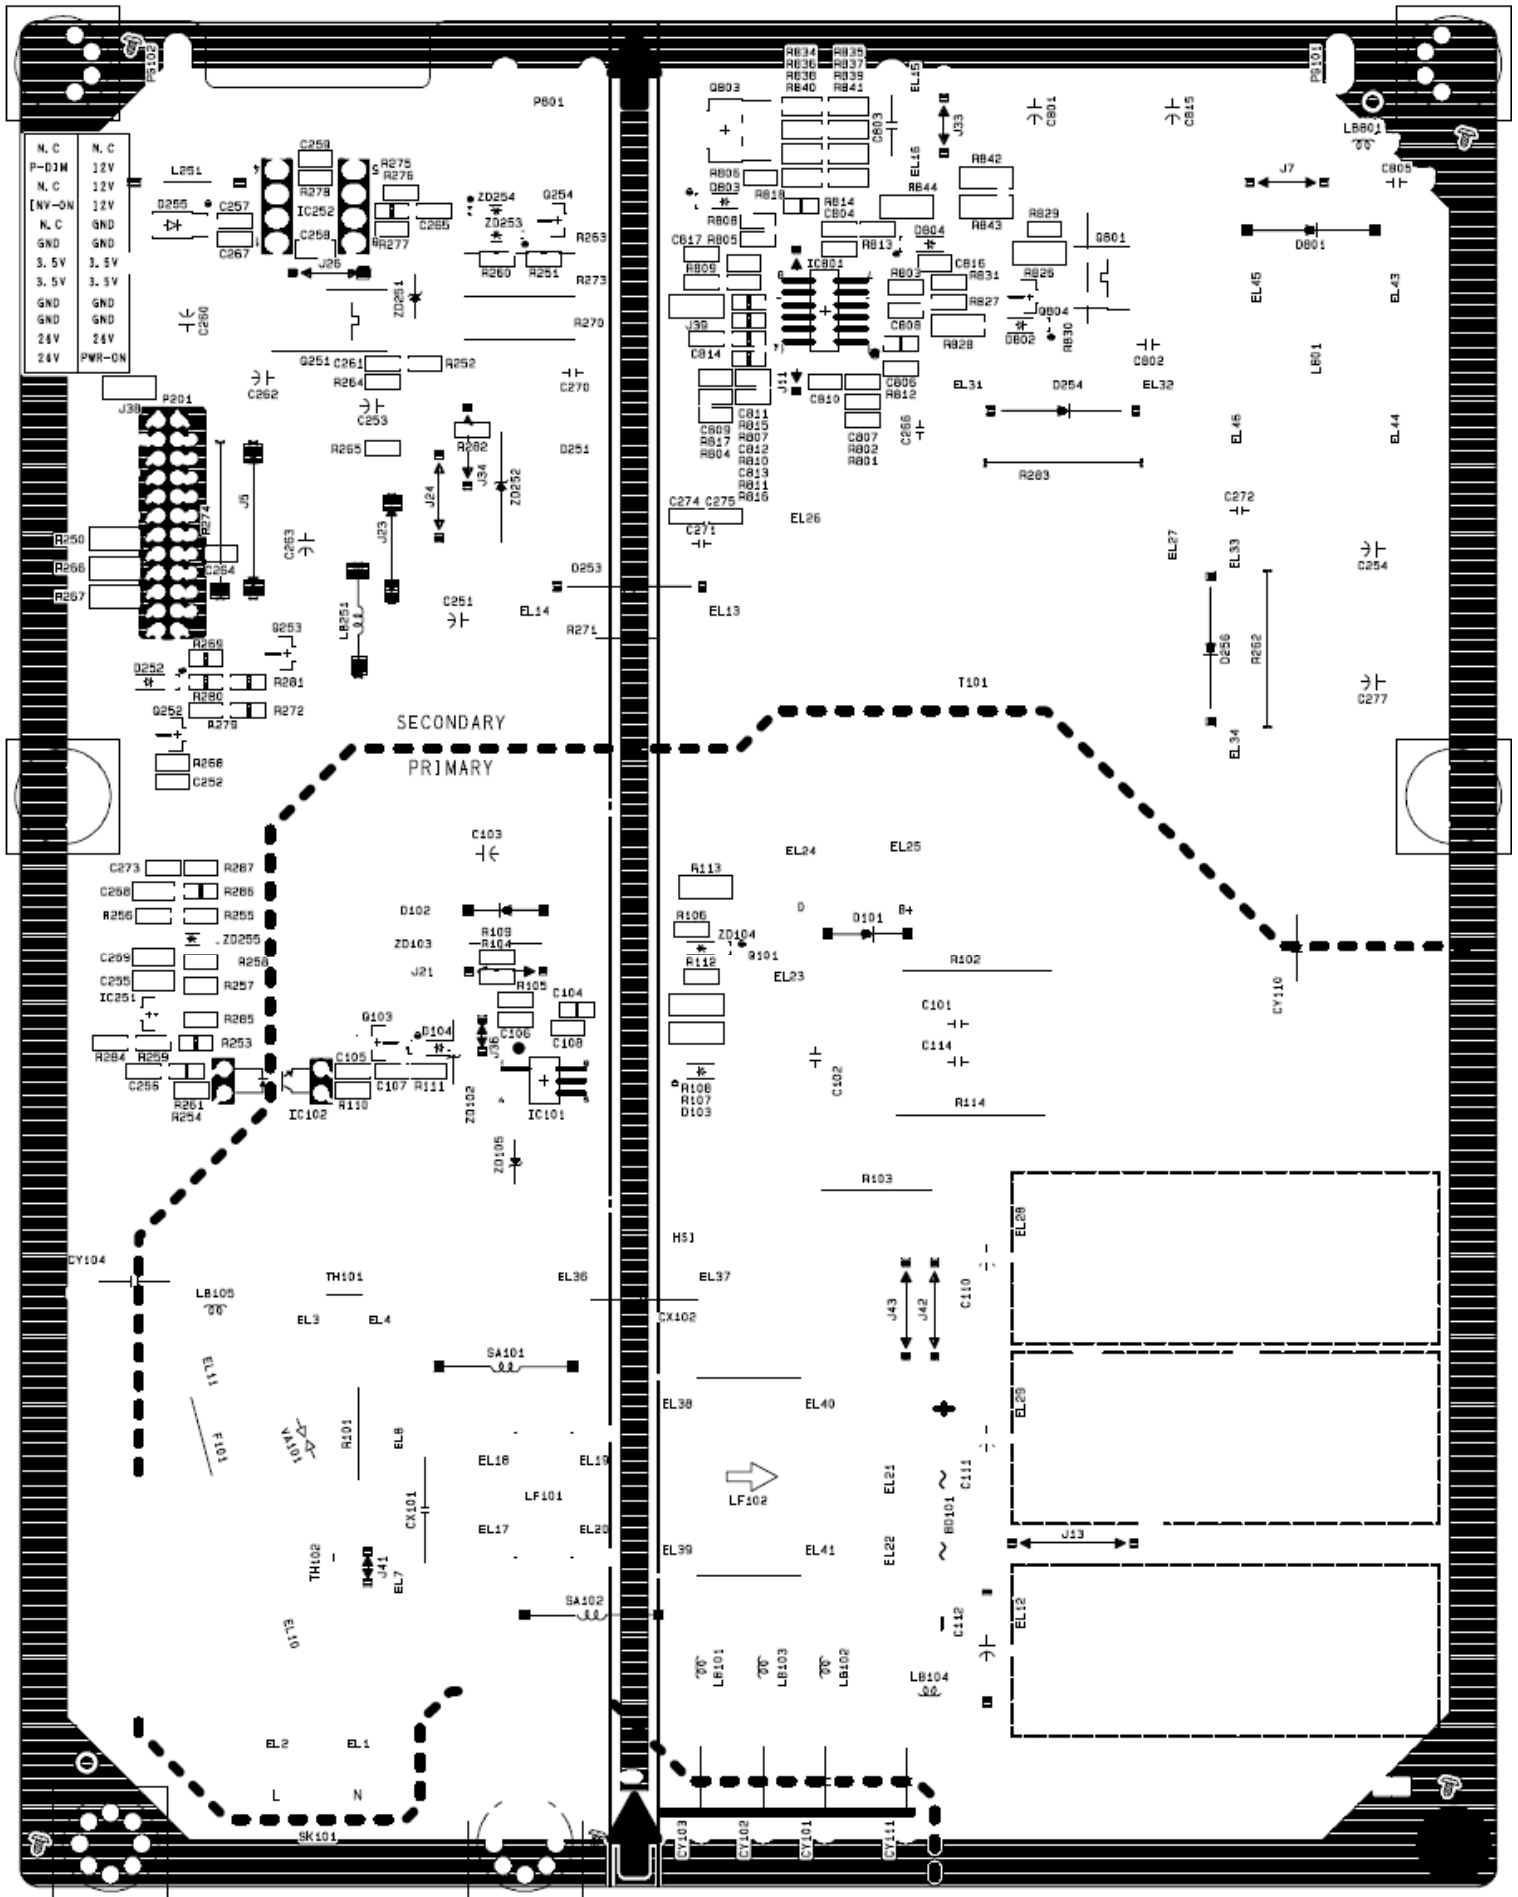 PG102
PG101
P801
R834 R835
R836 R837
R838 R839
R840 R841
Q803
C803
EL15
EL16
J33
C801
C815
LB801
C805
J7
D801
N.C N.C
P-DIM 12V
N.C 12V
INV-ON 12V
N.C GND
GND GND
3.5V 3.5V
3.5V 3.5V
GND GND
GND GND
24V 24V
24V PWR-ON
L251
D255
C257
C267
C259
R278
IC252
C258
J26
R275
R276
C265
R277
ZD254
ZD253
Q254
R260
R251
R263
R273
R270
ZD251
C260
Q251
C261
R252
R264
C262
C253
C270
R265
R282
D251
J34
J24
ZD252
J38
P201
R274
J5
J23
C263
C264
R250
R266
R267
LB251
C251
D253
EL14
EL13
R271
Q253
R269
D252
R281
R280
R272
R279
Q252
R268
C252
R806
D803
R818
R814
C804
R808
R805
C817
R813
R809
IC801
J39
C814
J11
R842
R844
R843
D804
C816
R829
Q801
R826
R803
R831
R827
C808
R828
Q804
D802
R830
C802
C806
R812
C810
C809
R817
R804
C811
R815
R807
C812
R810
C813
R811
R816
C807
R802
R801
C266
EL31
D254
EL32
R283
EL45
EL43
L801
EL46
EL44
C274 C275
C271
EL26
C272
EL27
EL33
C254
D256
R262
C277
EL34
T101
SECONDARY
PRIMARY
C103
C273
R287
C268
R286
R256
R255
ZD255
C269
R258
C255
R257
IC251
R285
R253
R284
R259
C256
R261
R254
IC102
D102
ZD103
R109
R104
J21
R105
C104
Q103
D104
J36
C106
C108
C105
C107
R111
R110
ZD102
IC101
ZD105
EL24
EL25
R113
R106
D
B+
D101
ZD104
Q101
R112
EL23
R102
C101
C114
C102
R108
R107
D103
R114
R103
CY110
CY104
LB105
TH101
EL3
EL4
EL36
EL37
HS1
CX102
SA101
EL11
F101
VA101
R101
EL8
CX101
EL18
EL19
LF101
EL17
EL20
TH102
J41
EL7
SA102
EL10
EL38
EL40
LF102
EL39
EL41
EL21
EL22
BD101
J43
J42
C110
EL28
C111
EL29
J13
C112
EL12
LB101
LB103
LB102
LB104
EL2
EL1
L
N
SK101
CY103
CY102
CY101
CY111